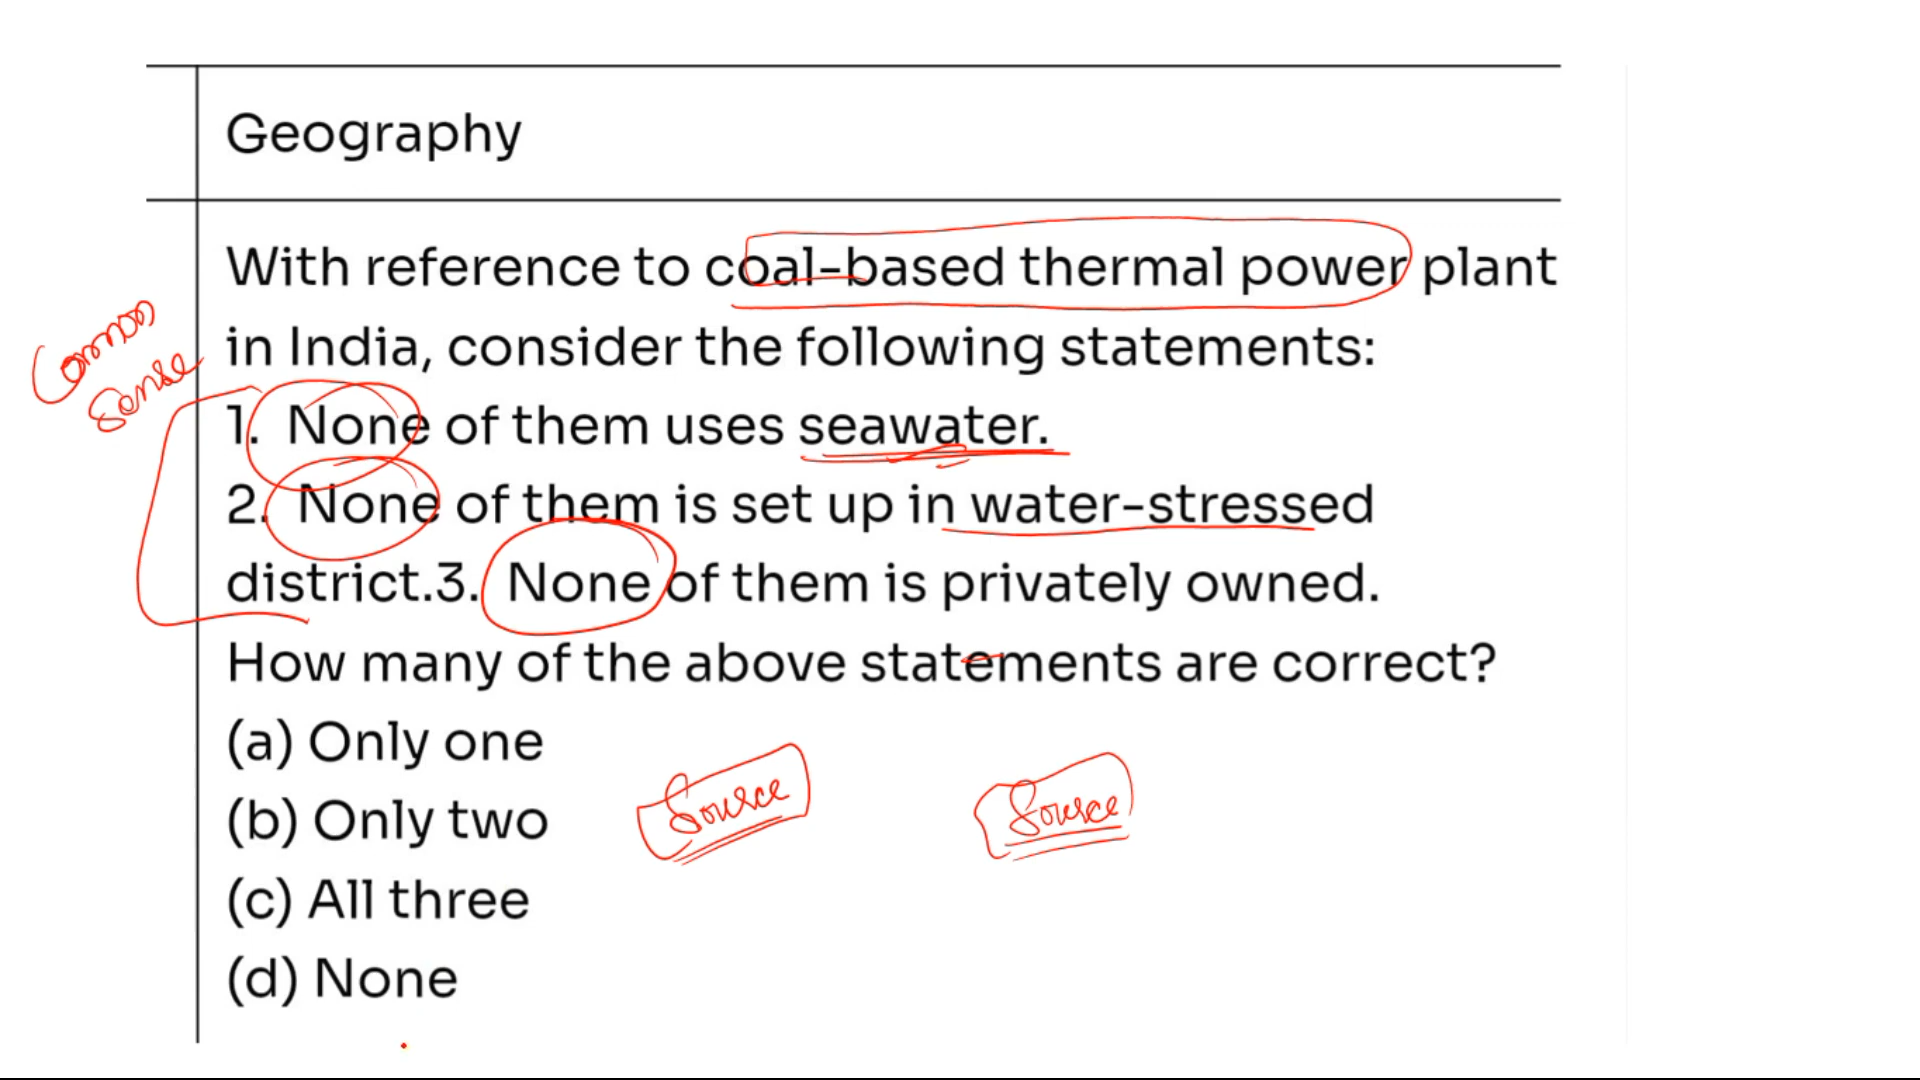 Geography
With reference to coal-based thermal power plant
in India, consider the following statements:
Common
Sense
1. None of them uses seawater.
2. None of them is set up in water-stressed
district.3. None of them is privately owned.
How many of the above statements are correct?
(a) Only one
(b) Only two
Source
Source
(c) All three
(d) None